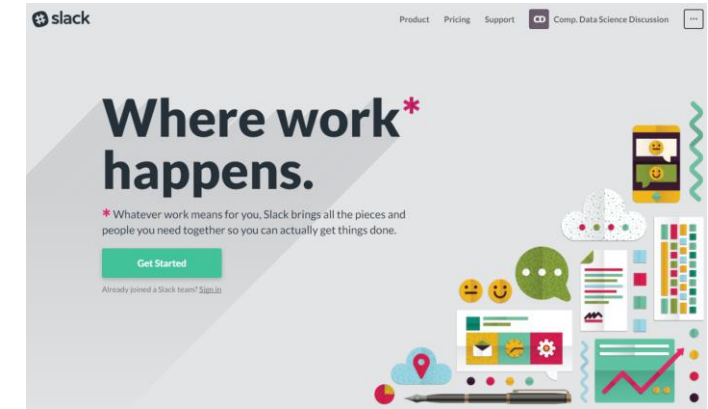 slack
Product Pricing Support CD Comp. Data Science Discussion ...
Where work*
happens.
* Whatever work means for you, Slack brings all the pieces and
people you need together so you can actually get things done.
Get Started
Already joined a Slack team? Sign in